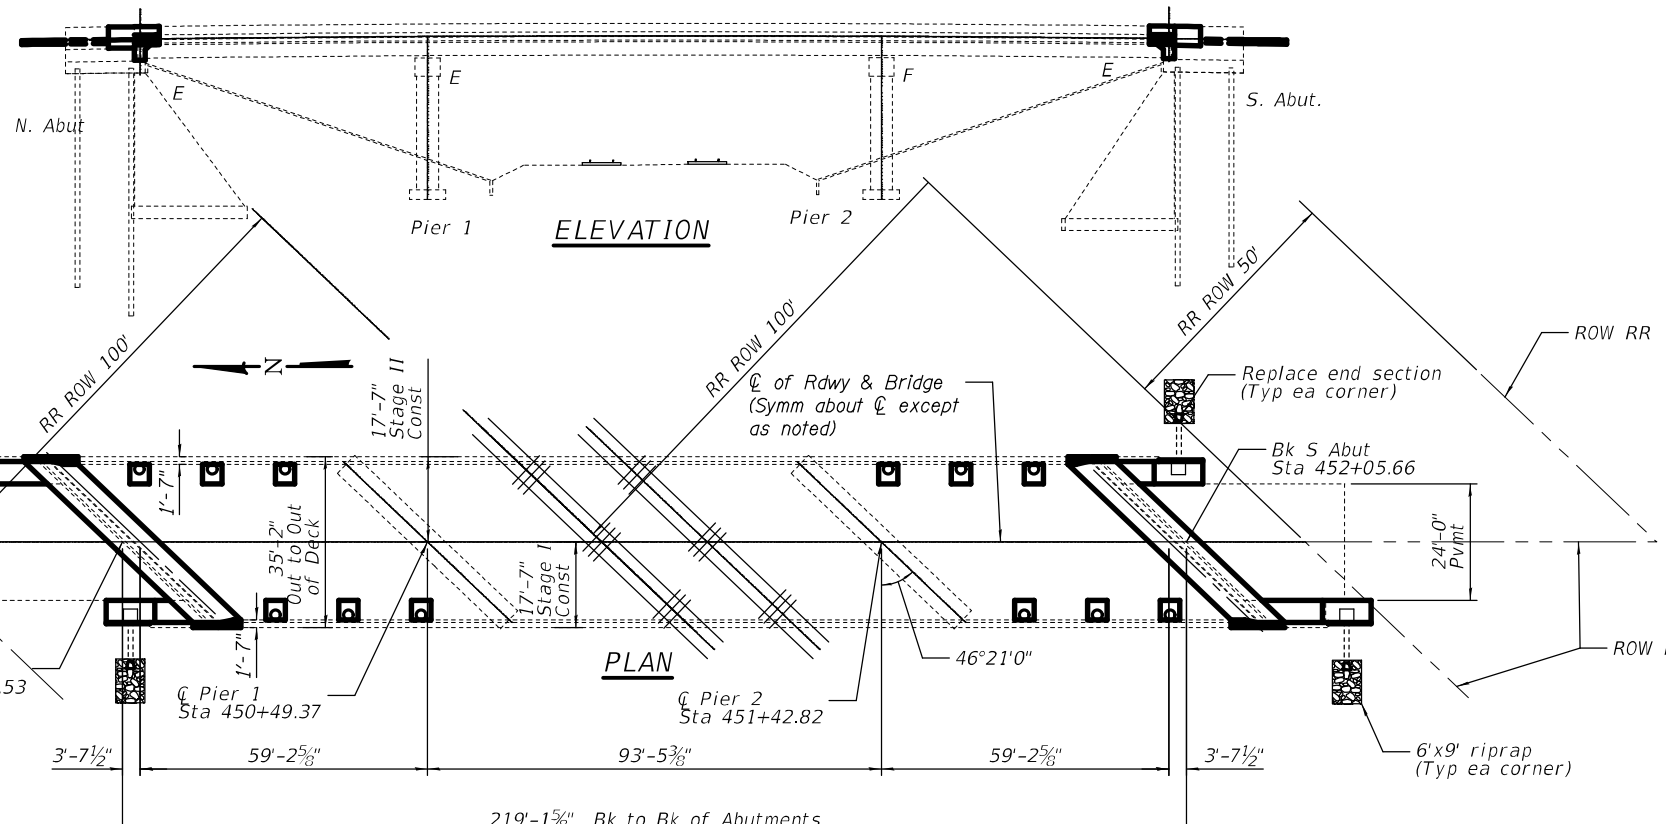 E
E
F
E
N. Abut
S. Abut.
Pier 1
Pier 2
ELEVATION
RR ROW 100'
RR ROW 100'
RR ROW 50'
ROW RR
N
17'-7"
Stage II
Const
℄ of Rdwy & Bridge
(Symm about ℄ except
as noted)
Replace end section
(Typ ea corner)
Bk S Abut
Sta 452+05.66
1'-7"
35'-2"
Out to Out
of Deck
17'-7"
Stage I
Const
24'-0"
Pvmt
1'-7"
PLAN
46°21'0"
ROW
.53
℄ Pier 1
Sta 450+49.37
℄ Pier 2
Sta 451+42.82
6'x9' riprap
(Typ ea corner)
3'-7½"
59'-2⅝"
93'-5⅜"
59'-2⅝"
3'-7½"
219'-1⅝" Bk to Bk of Abutments